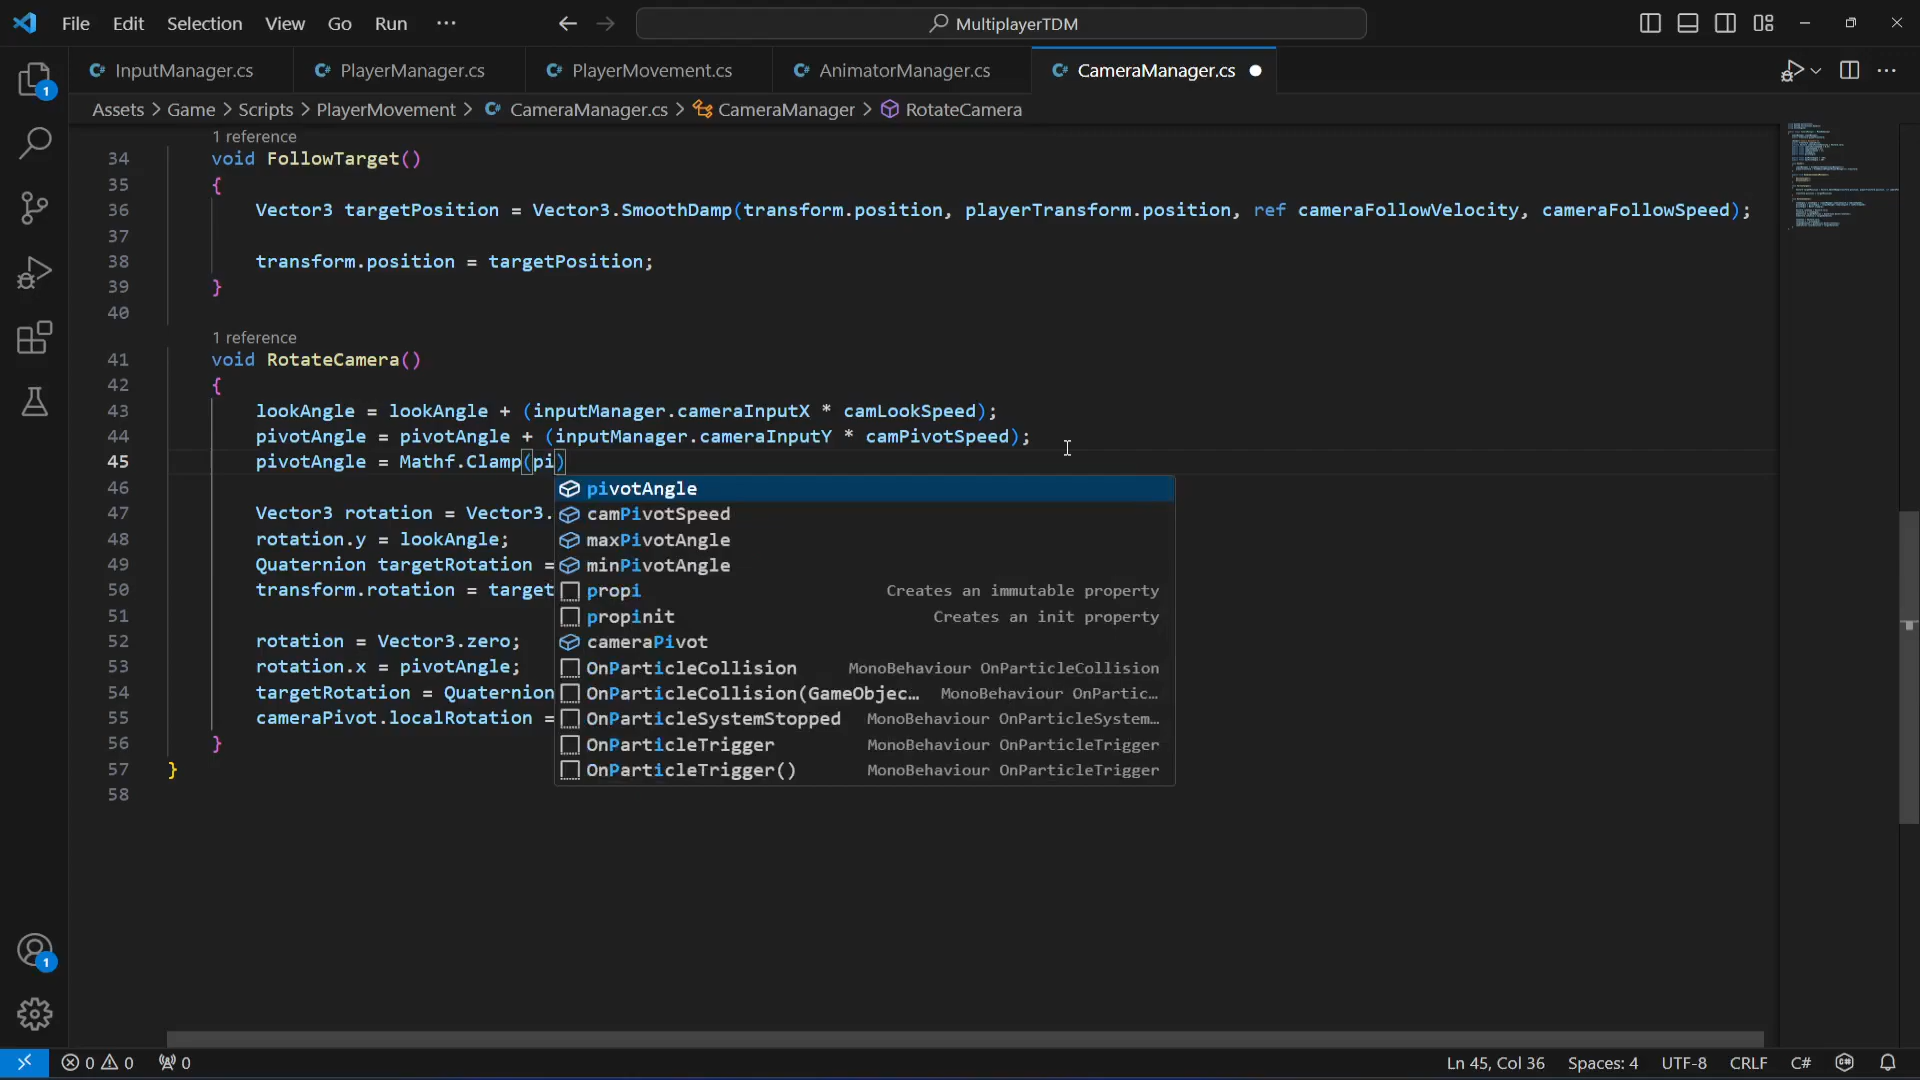 File Edit Selection View Go Run ··· MultiplayerTDM
InputManager.cs PlayerManager.cs PlayerMovement.cs AnimatorManager.cs CameraManager.cs
Assets > Game > Scripts > PlayerMovement > CameraManager.cs > CameraManager > RotateCamera
1 reference
34 void FollowTarget()
35 {
36 Vector3 targetPosition = Vector3.SmoothDamp(transform.position, playerTransform.position, ref cameraFollowVelocity, cameraFollowSpeed);
37
38 transform.position = targetPosition;
39 }
40
1 reference
41 void RotateCamera()
42 {
43 lookAngle = lookAngle + (inputManager.cameraInputX * camLookSpeed);
44 pivotAngle = pivotAngle + (inputManager.cameraInputY * camPivotSpeed);
45 pivotAngle = Mathf.Clamp(pi)
46 pivotAngle
47 Vector3 rotation = Vector3. camPivotSpeed
48 rotation.y = lookAngle; maxPivotAngle
49 Quaternion targetRotation = minPivotAngle
50 transform.rotation = target propi Creates an immutable property
51 propinit Creates an init property
52 rotation = Vector3.zero; cameraPivot
53 rotation.x = pivotAngle; OnParticleCollision MonoBehaviour OnParticleCollision
54 targetRotation = Quaternion OnParticleCollision(GameObjec… MonoBehaviour OnPartic…
55 cameraPivot.localRotation = OnParticleSystemStopped MonoBehaviour OnParticleSystem…
56 } OnParticleTrigger MonoBehaviour OnParticleTrigger
57 } OnParticleTrigger() MonoBehaviour OnParticleTrigger
58
1
1
0 0 0 Ln 45, Col 36 Spaces: 4 UTF-8 CRLF C#